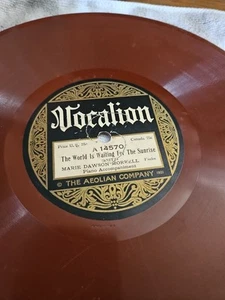 Vocalion
A 14570
The World Is Waiting For The Sunrise
MARIE DAWSON MORRELL
Piano Accompaniment
© THE AEOLIAN COMPANY